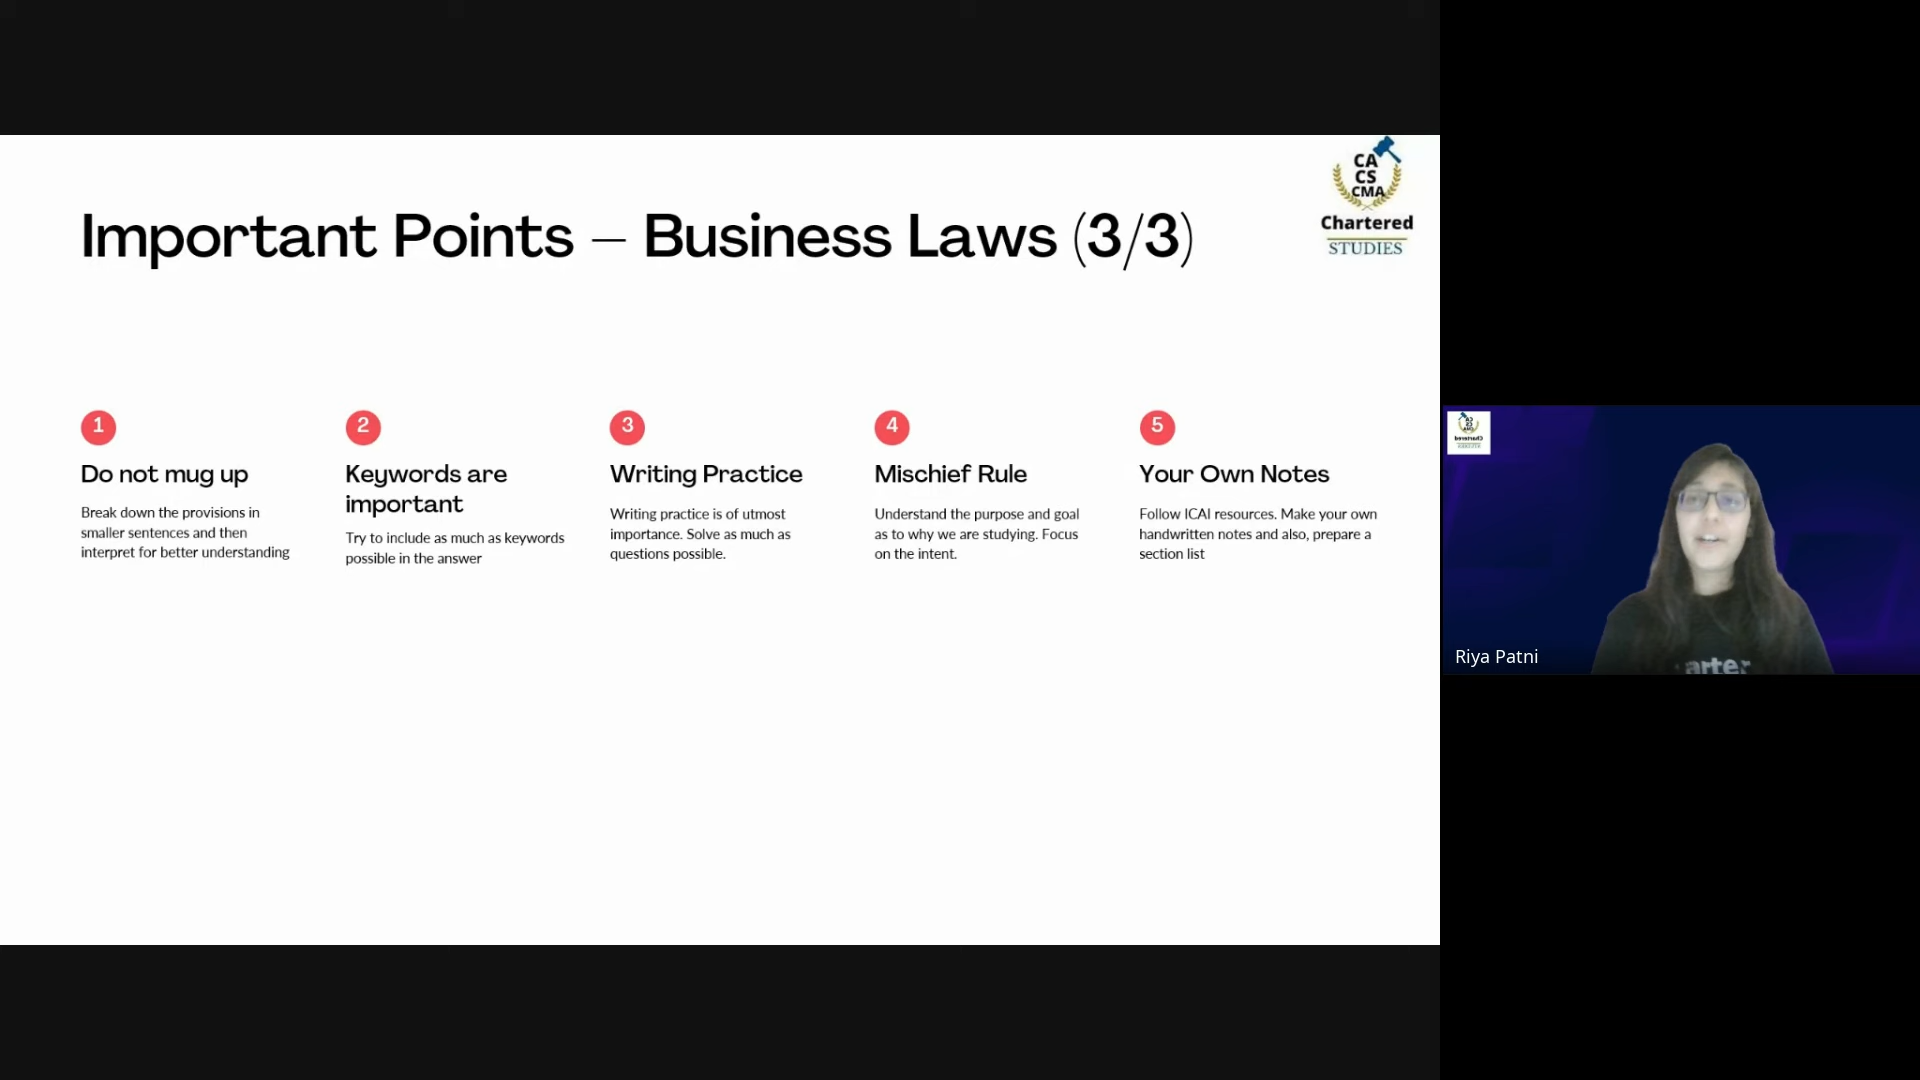 CA
CS
CMA
Chartered
STUDIES
Important Points – Business Laws (3/3)
1
Do not mug up
Break down the provisions in
smaller sentences and then
interpret for better understanding
2
Keywords are
important
Try to include as much as keywords
possible in the answer
3
Writing Practice
Writing practice is of utmost
importance. Solve as much as
questions possible.
4
Mischief Rule
Understand the purpose and goal
as to why we are studying. Focus
on the intent.
5
Your Own Notes
Follow ICAI resources. Make your own
handwritten notes and also, prepare a
section list
Riya Patni